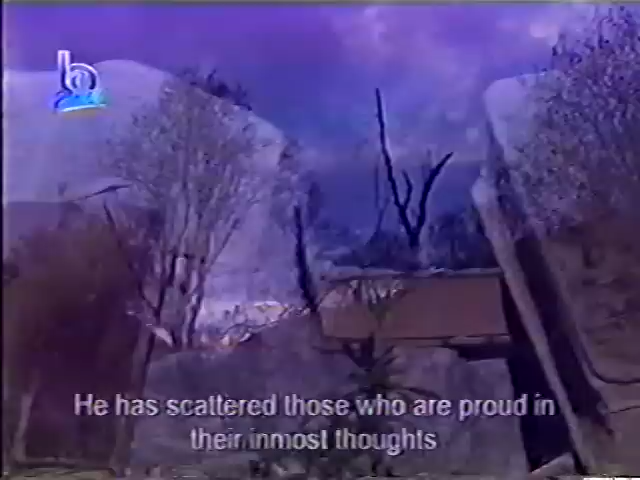 He has scattered those who are proud in
their inmost thoughts